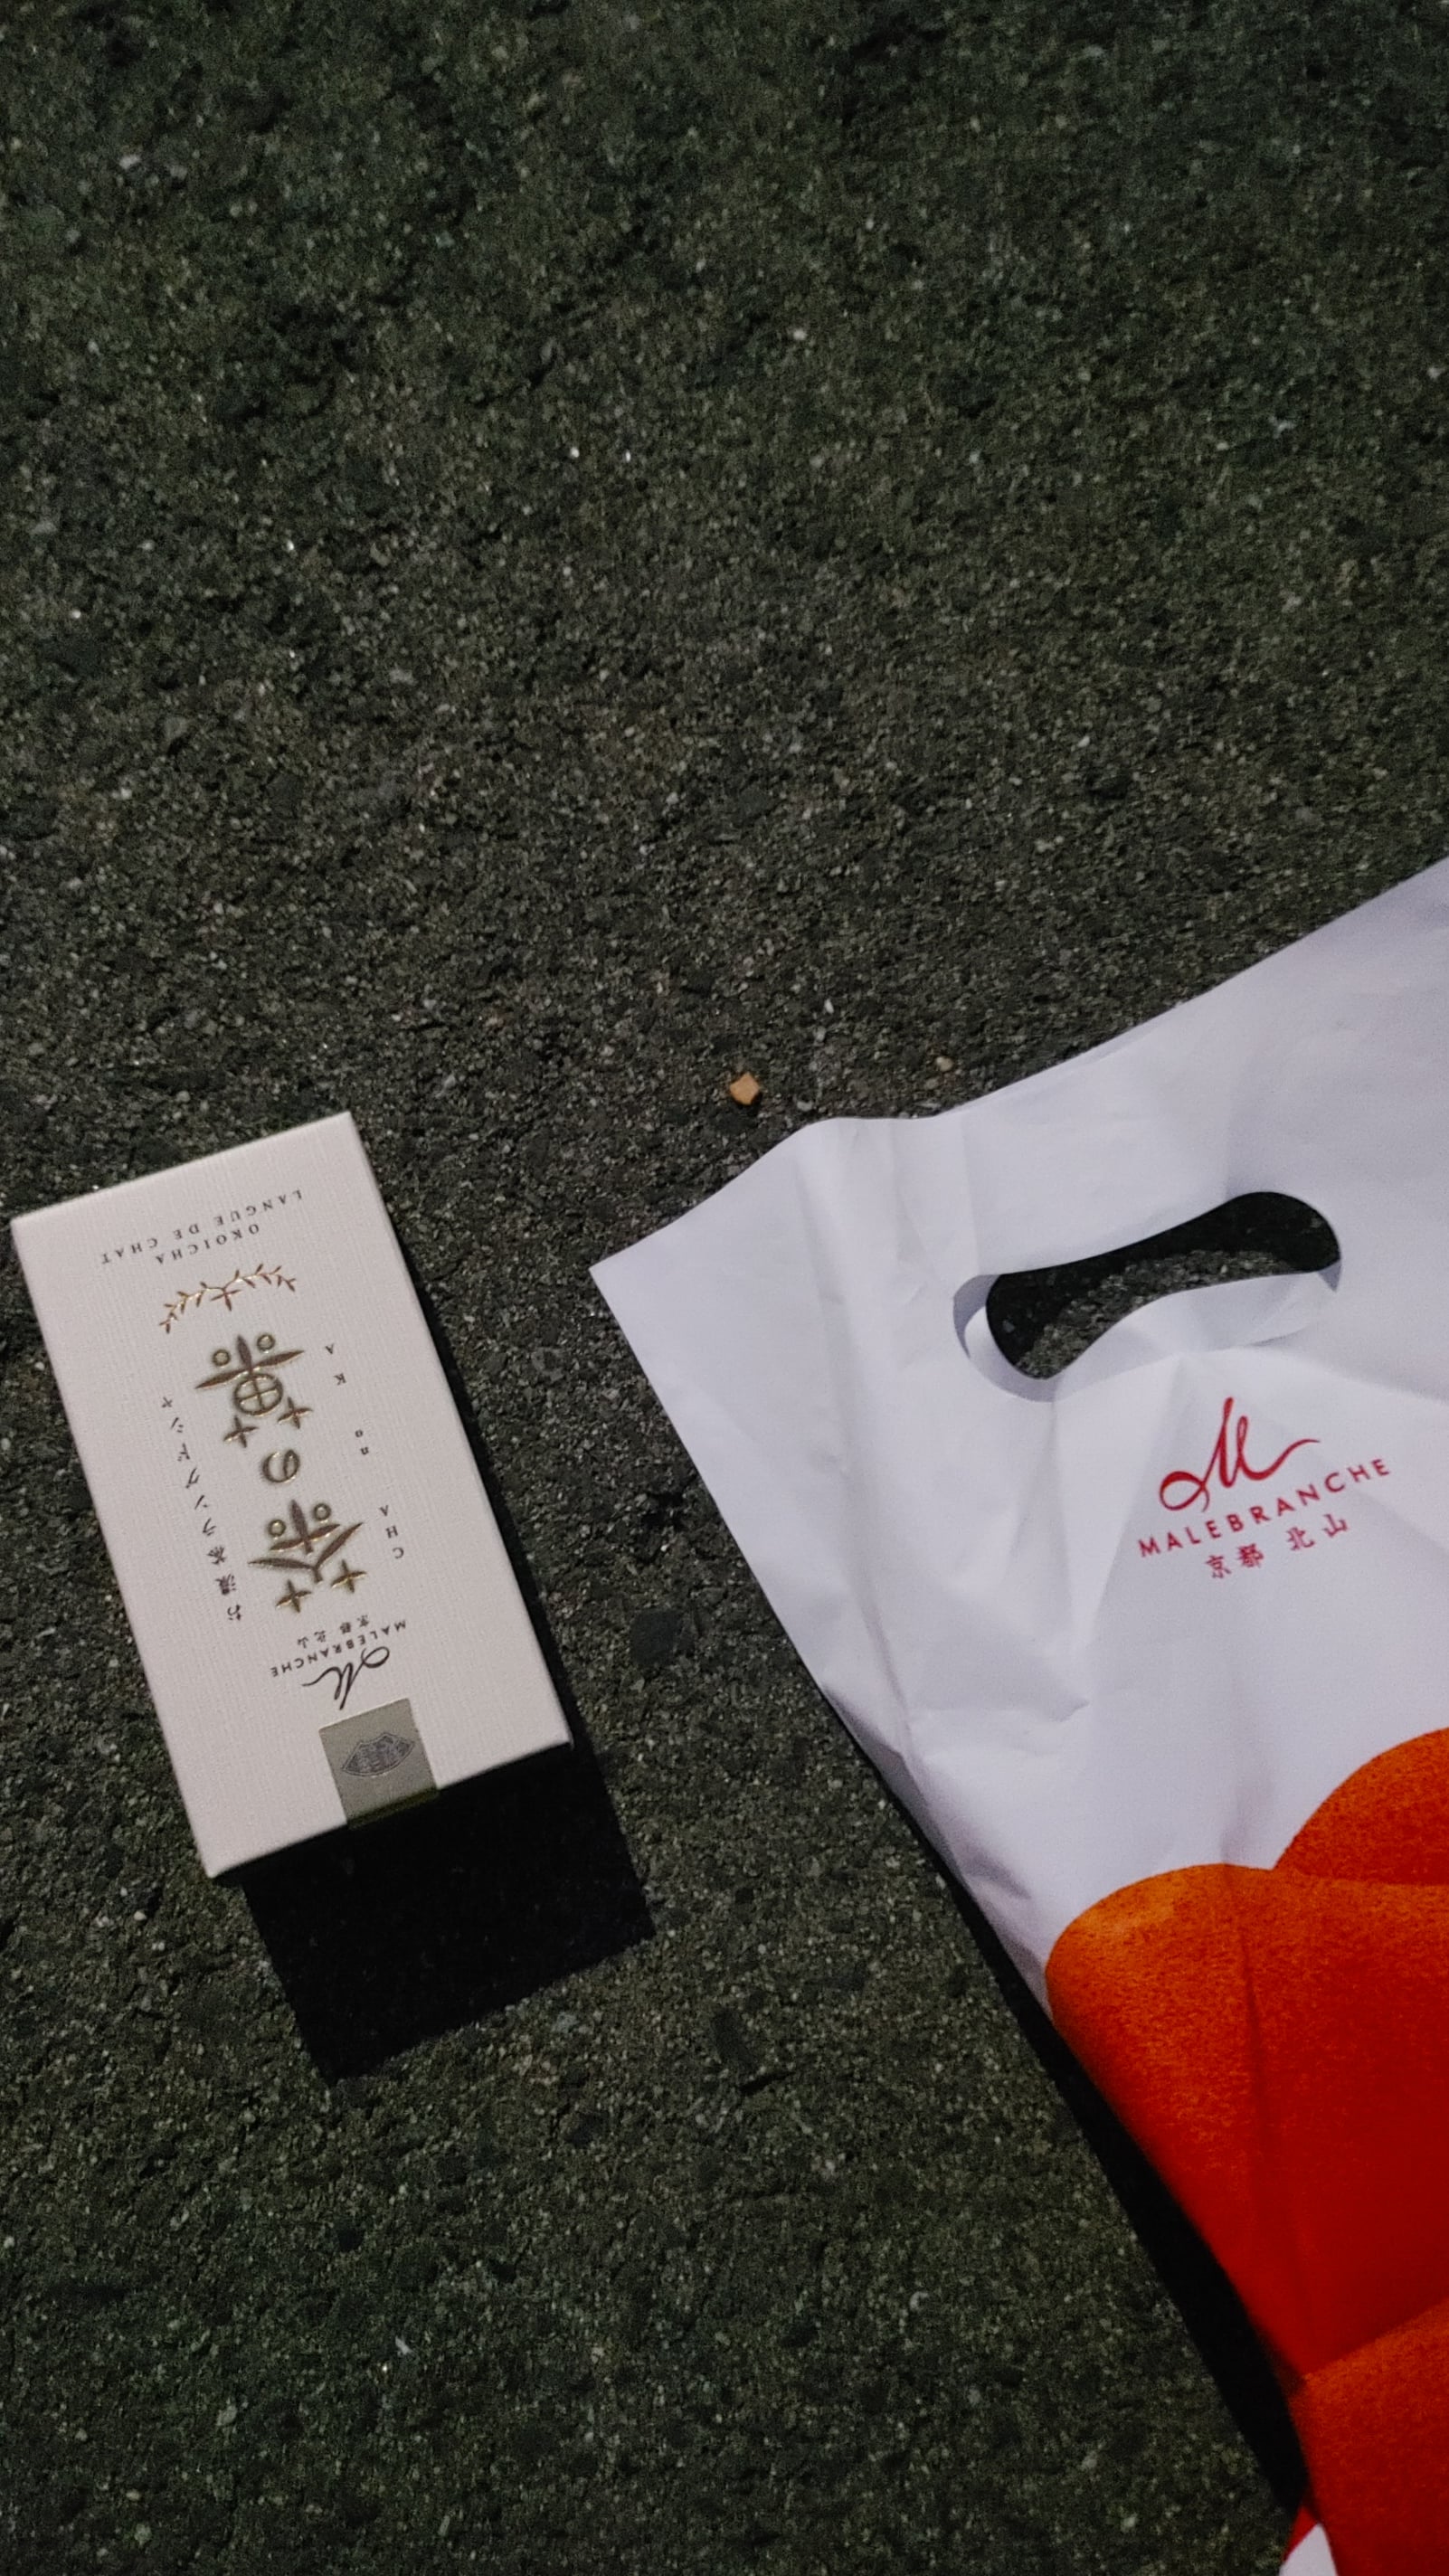 MALEBRANCHE
京都 北山
CHA no KA
茶の菓
お濃茶ラングドシャ
OKOICHA
LANGUE DE CHAT
MALEBRANCHE
京都 北山